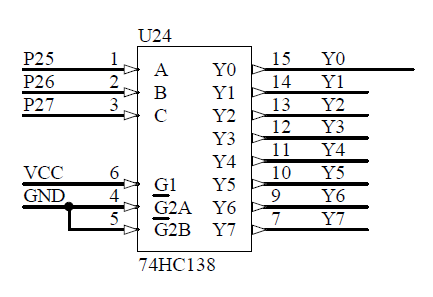 U24
P25 1 A Y0 15 Y0
P26 2 B Y1 14 Y1
P27 3 C Y2 13 Y2
Y3 12 Y3
Y4 11 Y4
VCC 6 G1 Y5 10 Y5
GND 4 G2A Y6 9 Y6
5 G2B Y7 7 Y7
74HC138